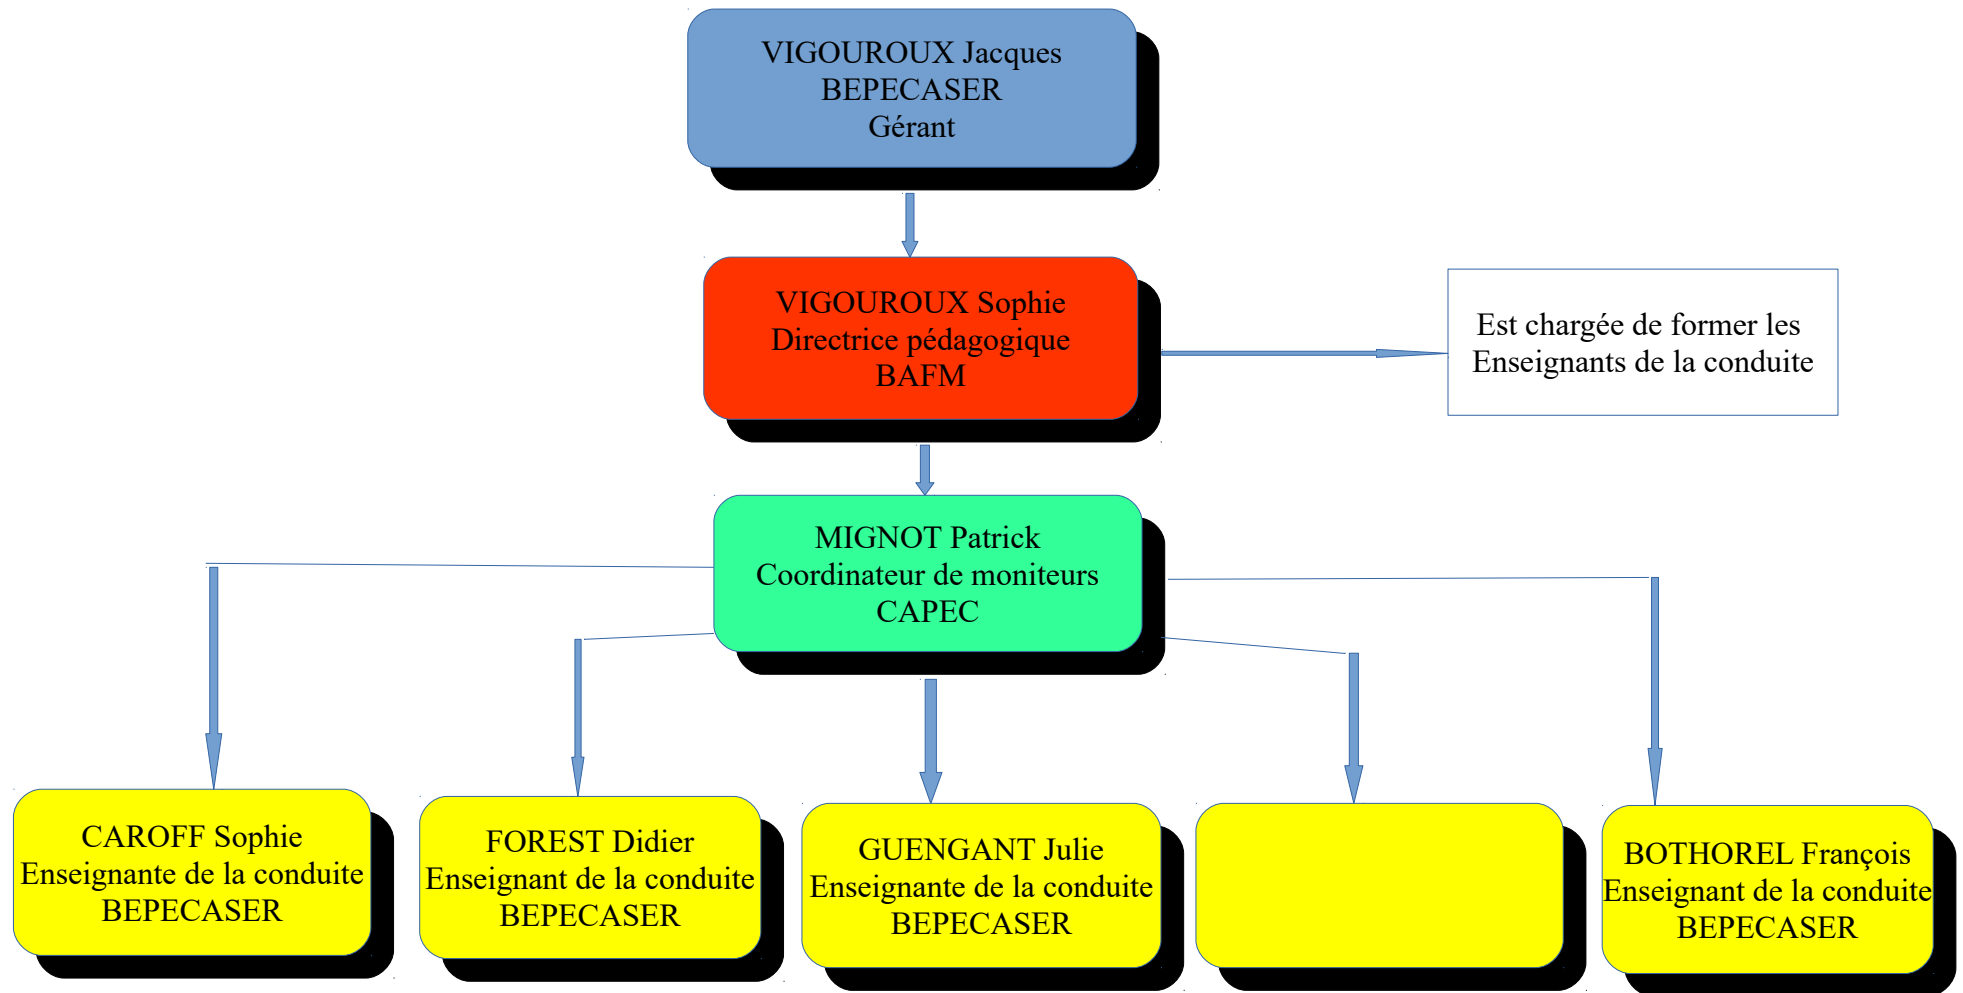 VIGOUROUX Jacques
BEPECASER
Gérant
VIGOUROUX Sophie
Directrice pédagogique
BAFM
Est chargée de former les
Enseignants de la conduite
MIGNOT Patrick
Coordinateur de moniteurs
CAPEC
CAROFF Sophie
Enseignante de la conduite
BEPECASER
FOREST Didier
Enseignant de la conduite
BEPECASER
GUENGANT Julie
Enseignante de la conduite
BEPECASER
BOTHOREL François
Enseignant de la conduite
BEPECASER